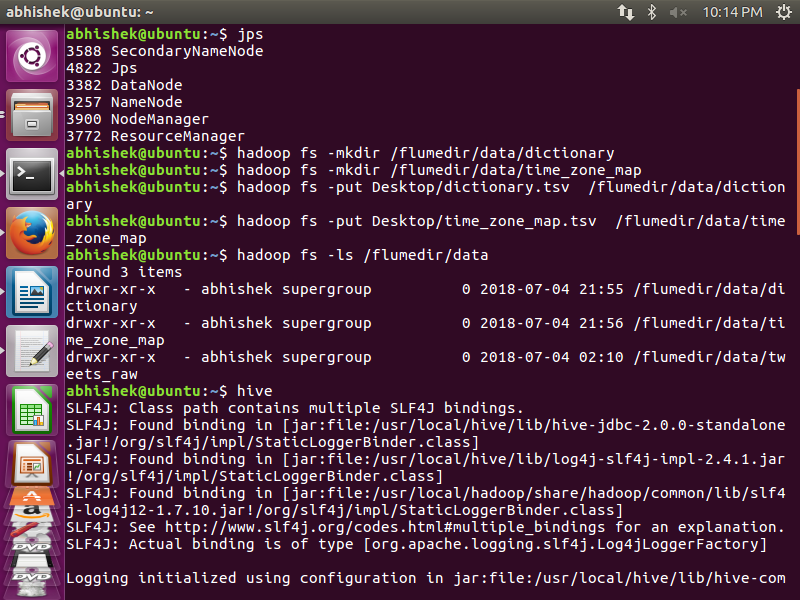 abhishek@ubuntu: ~
10:14 PM
abhishek@ubuntu:~$ jps
3588 SecondaryNameNode
4822 Jps
3382 DataNode
3257 NameNode
3900 NodeManager
3772 ResourceManager
abhishek@ubuntu:~$ hadoop fs -mkdir /flumedir/data/dictionary
abhishek@ubuntu:~$ hadoop fs -mkdir /flumedir/data/time_zone_map
abhishek@ubuntu:~$ hadoop fs -put Desktop/dictionary.tsv  /flumedir/data/diction
ary
abhishek@ubuntu:~$ hadoop fs -put Desktop/time_zone_map.tsv  /flumedir/data/time
_zone_map
abhishek@ubuntu:~$ hadoop fs -ls /flumedir/data
Found 3 items
drwxr-xr-x   - abhishek supergroup          0 2018-07-04 21:55 /flumedir/data/di
ctionary
drwxr-xr-x   - abhishek supergroup          0 2018-07-04 21:56 /flumedir/data/ti
me_zone_map
drwxr-xr-x   - abhishek supergroup          0 2018-07-04 02:10 /flumedir/data/tw
eets_raw
abhishek@ubuntu:~$ hive
SLF4J: Class path contains multiple SLF4J bindings.
SLF4J: Found binding in [jar:file:/usr/local/hive/lib/hive-jdbc-2.0.0-standalone
.jar!/org/slf4j/impl/StaticLoggerBinder.class]
SLF4J: Found binding in [jar:file:/usr/local/hive/lib/log4j-slf4j-impl-2.4.1.jar
!/org/slf4j/impl/StaticLoggerBinder.class]
SLF4J: Found binding in [jar:file:/usr/local/hadoop/share/hadoop/common/lib/slf4
j-log4j12-1.7.10.jar!/org/slf4j/impl/StaticLoggerBinder.class]
SLF4J: See http://www.slf4j.org/codes.html#multiple_bindings for an explanation.
SLF4J: Actual binding is of type [org.apache.logging.slf4j.Log4jLoggerFactory]
Logging initialized using configuration in jar:file:/usr/local/hive/lib/hive-com
A
a
DVD
DVD